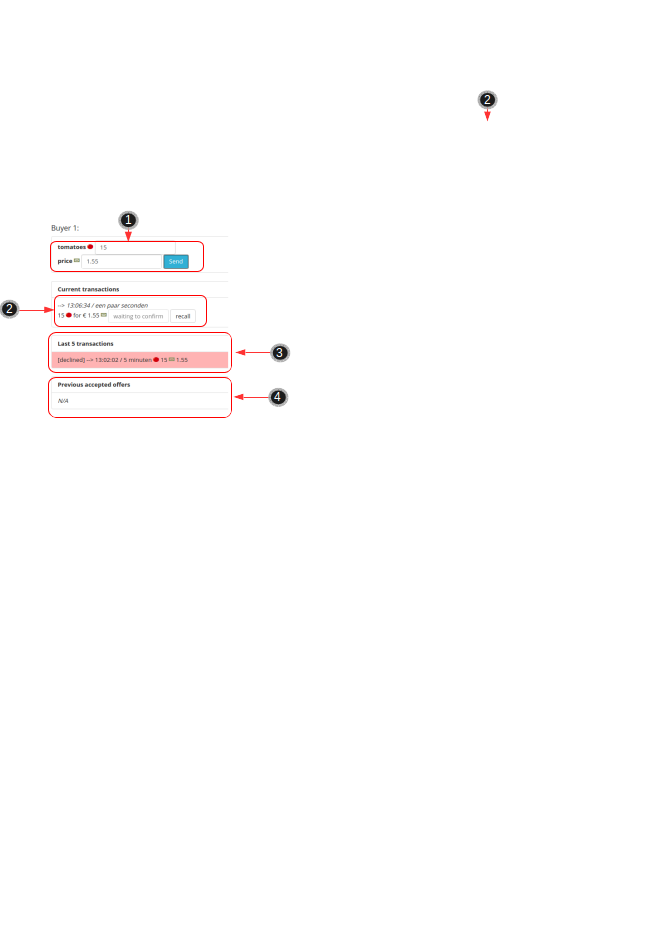 2
1
Buyer 1:
tomatoes 15
price 1.55 Send
Current transactions
2
--> 13:06:34 / een paar seconden
15 for € 1.55 waiting to confirm recall
Last 5 transactions
3
[declined] --> 13:02:02 / 5 minuten 15 1.55
Previous accepted offers
4
N/A